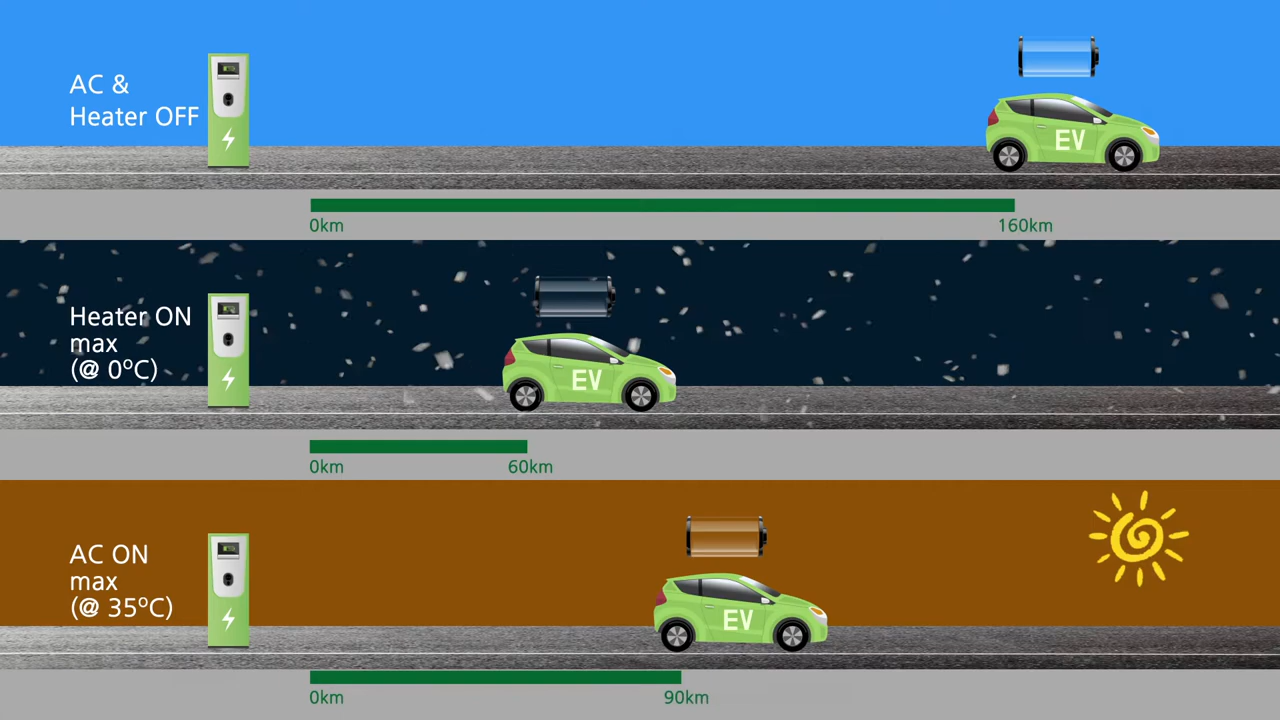 AC &
Heater OFF
EV
0km
160km
Heater ON
max
(@ 0ºC)
EV
0km
60km
AC ON
max
(@ 35ºC)
EV
0km
90km